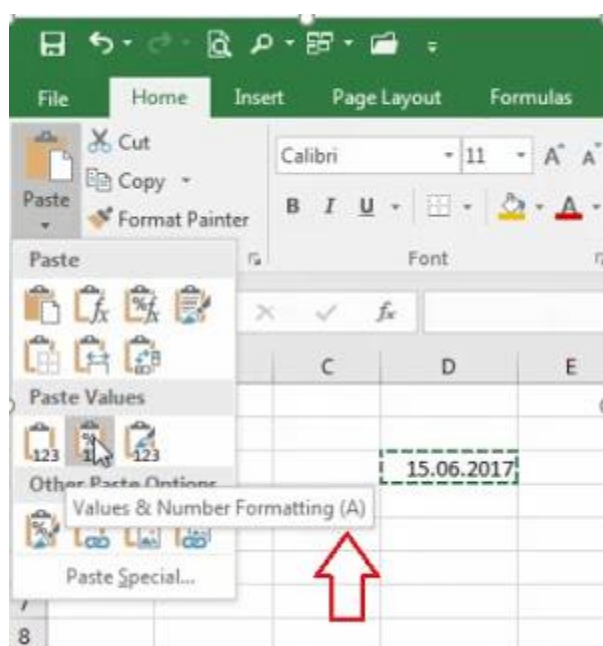 File Home Insert Page Layout Formulas
Cut
Calibri 11 A A
Copy
Paste
Format Painter
B I U A
Paste Font
fx
C D E
Paste Values
123 123
15.06.2017
Other Paste Options
Values & Number Formatting (A)
Paste Special...
7
8